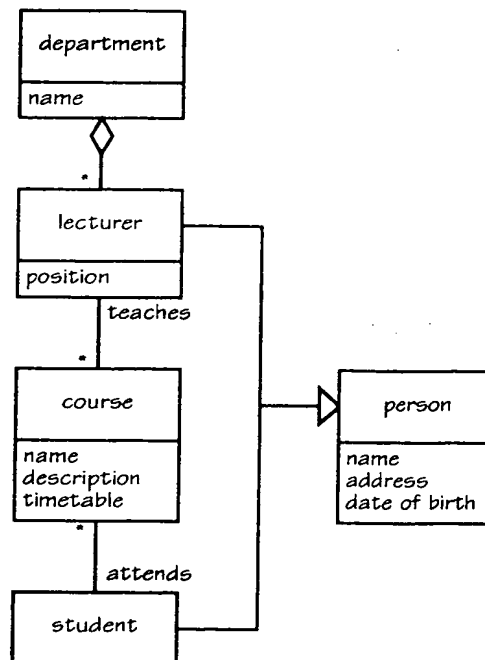 department
name
*
lecturer
position
teaches
*
course
name
description
timetable
*
attends
student
person
name
address
date of birth